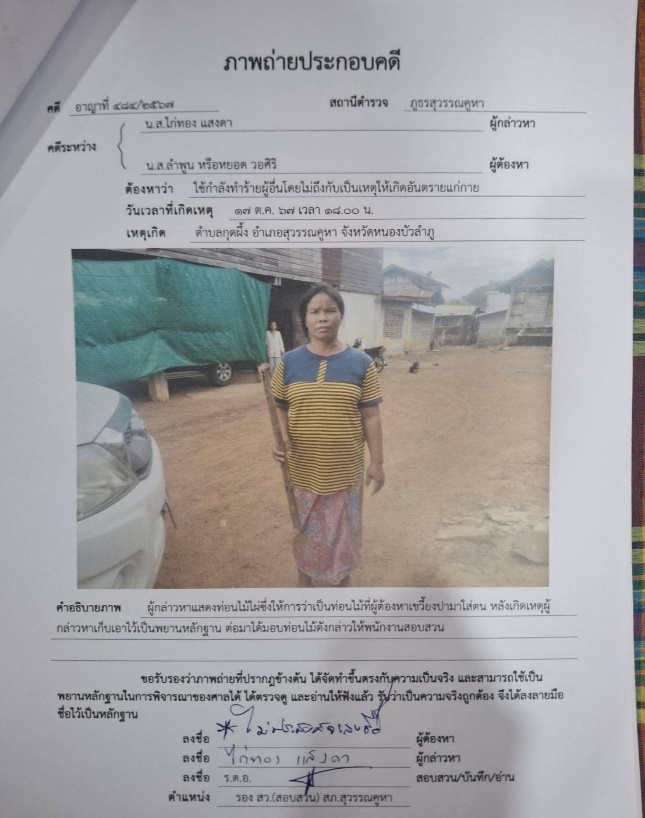 ภาพถ่ายประกอบคดี
คดี อาญาที่ ๔๘๔/๒๕๖๗ สถานีตำรวจ ภูธรสุวรรณคูหา
น.ส.ไก่ทอง แสงดา ผู้กล่าวหา
คดีระหว่าง
น.ส.ลำพูน หรือหยอด วอศิริ ผู้ต้องหา
ต้องหาว่า ใช้กำลังทำร้ายผู้อื่นโดยไม่ถึงกับเป็นเหตุให้เกิดอันตรายแก่กาย
วันเวลาที่เกิดเหตุ ๑๗ ต.ค. ๖๗ เวลา ๑๘.๐๐ น.
เหตุเกิด ตำบลกุดผึ้ง อำเภอสุวรรณคูหา จังหวัดหนองบัวลำภู
คำอธิบายภาพ ผู้กล่าวหาแสดงท่อนไม้ไผ่ซึ่งให้การว่าเป็นท่อนไม้ที่ผู้ต้องหาเขวี้ยงปามาใส่ตน หลังเกิดเหตุผู้
กล่าวหาเก็บเอาไว้เป็นพยานหลักฐาน ต่อมาได้มอบท่อนไม้ดังกล่าวให้พนักงานสอบสวน
ขอรับรองว่าภาพถ่ายที่ปรากฏข้างต้น ได้จัดทำขึ้นตรงกับความเป็นจริง และสามารถใช้เป็น
พยานหลักฐานในการพิจารณาของศาลได้ ได้ตรวจดู และอ่านให้ฟังแล้ว รับว่าเป็นความจริงถูกต้อง จึงได้ลงลายมือ
ชื่อไว้เป็นหลักฐาน
ลงชื่อ ไม่ประสงค์ลงชื่อ ผู้ต้องหา
ลงชื่อ ไก่ทอง แสงดา ผู้กล่าวหา
ลงชื่อ ร.ต.อ. สอบสวน/บันทึก/อ่าน
ตำแหน่ง รอง สว.(สอบสวน) สภ.สุวรรณคูหา